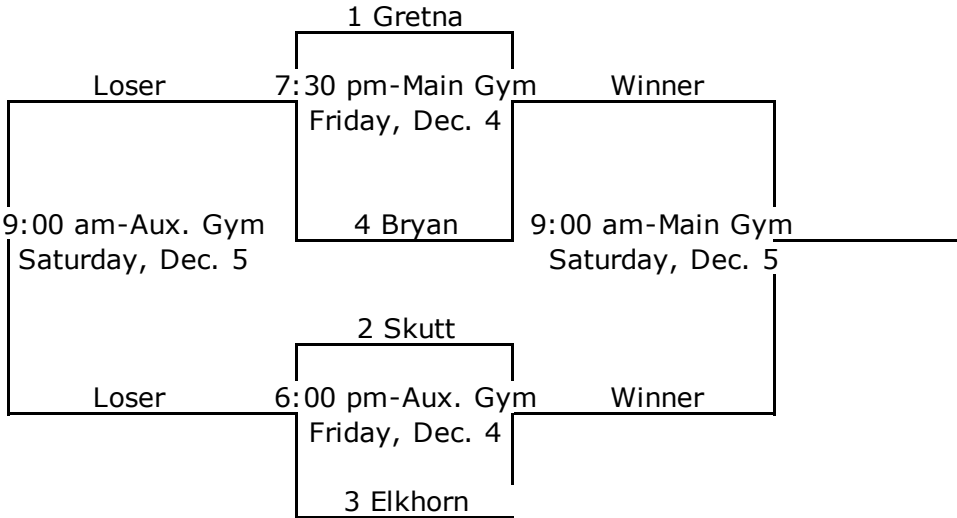 1 Gretna
Loser 7:30 pm-Main Gym Winner
Friday, Dec. 4
9:00 am-Aux. Gym 4 Bryan 9:00 am-Main Gym
Saturday, Dec. 5 Saturday, Dec. 5
2 Skutt
Loser 6:00 pm-Aux. Gym Winner
Friday, Dec. 4
3 Elkhorn